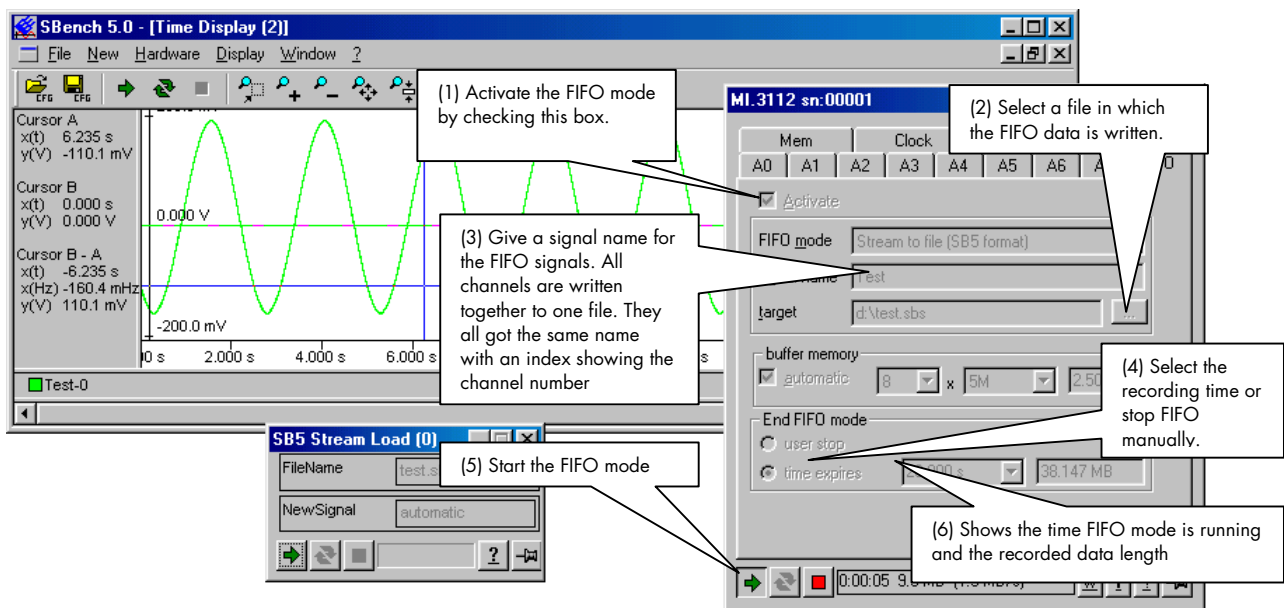 SBench 5.0 - [Time Display (2)]
File New Hardware Display Window ?
CFG CFG
Cursor A
x(t) 6.235 s
y(V) -110.1 mV
Cursor B
x(t) 0.000 s
y(V) 0.000 V
Cursor B - A
x(t) -6.235 s
x(Hz) -160.4 mHz
y(V) 110.1 mV
0.000 V
-200.0 mV
2.000 s 4.000 s 6.000 s
Test-0
(1) Activate the FIFO mode
by checking this box.
MI.3112 sn:00001
(2) Select a file in which
the FIFO data is written.
Mem Clock
A0 A1 A2 A3 A4 A5 A6
Activate
FIFO mode Stream to file (SB5 format)
Test
target d:\test.sbs ...
(3) Give a signal name for
the FIFO signals. All
channels are written
together to one file. They
all got the same name
with an index showing the
channel number
buffer memory
automatic 8 x 5M
(4) Select the
recording time or
stop FIFO
manually.
End FIFO mode
user stop
time expires 38.147 MB
SB5 Stream Load (0)
FileName
NewSignal automatic
?
(5) Start the FIFO mode
(6) Shows the time FIFO mode is running
and the recorded data length
0:00:05